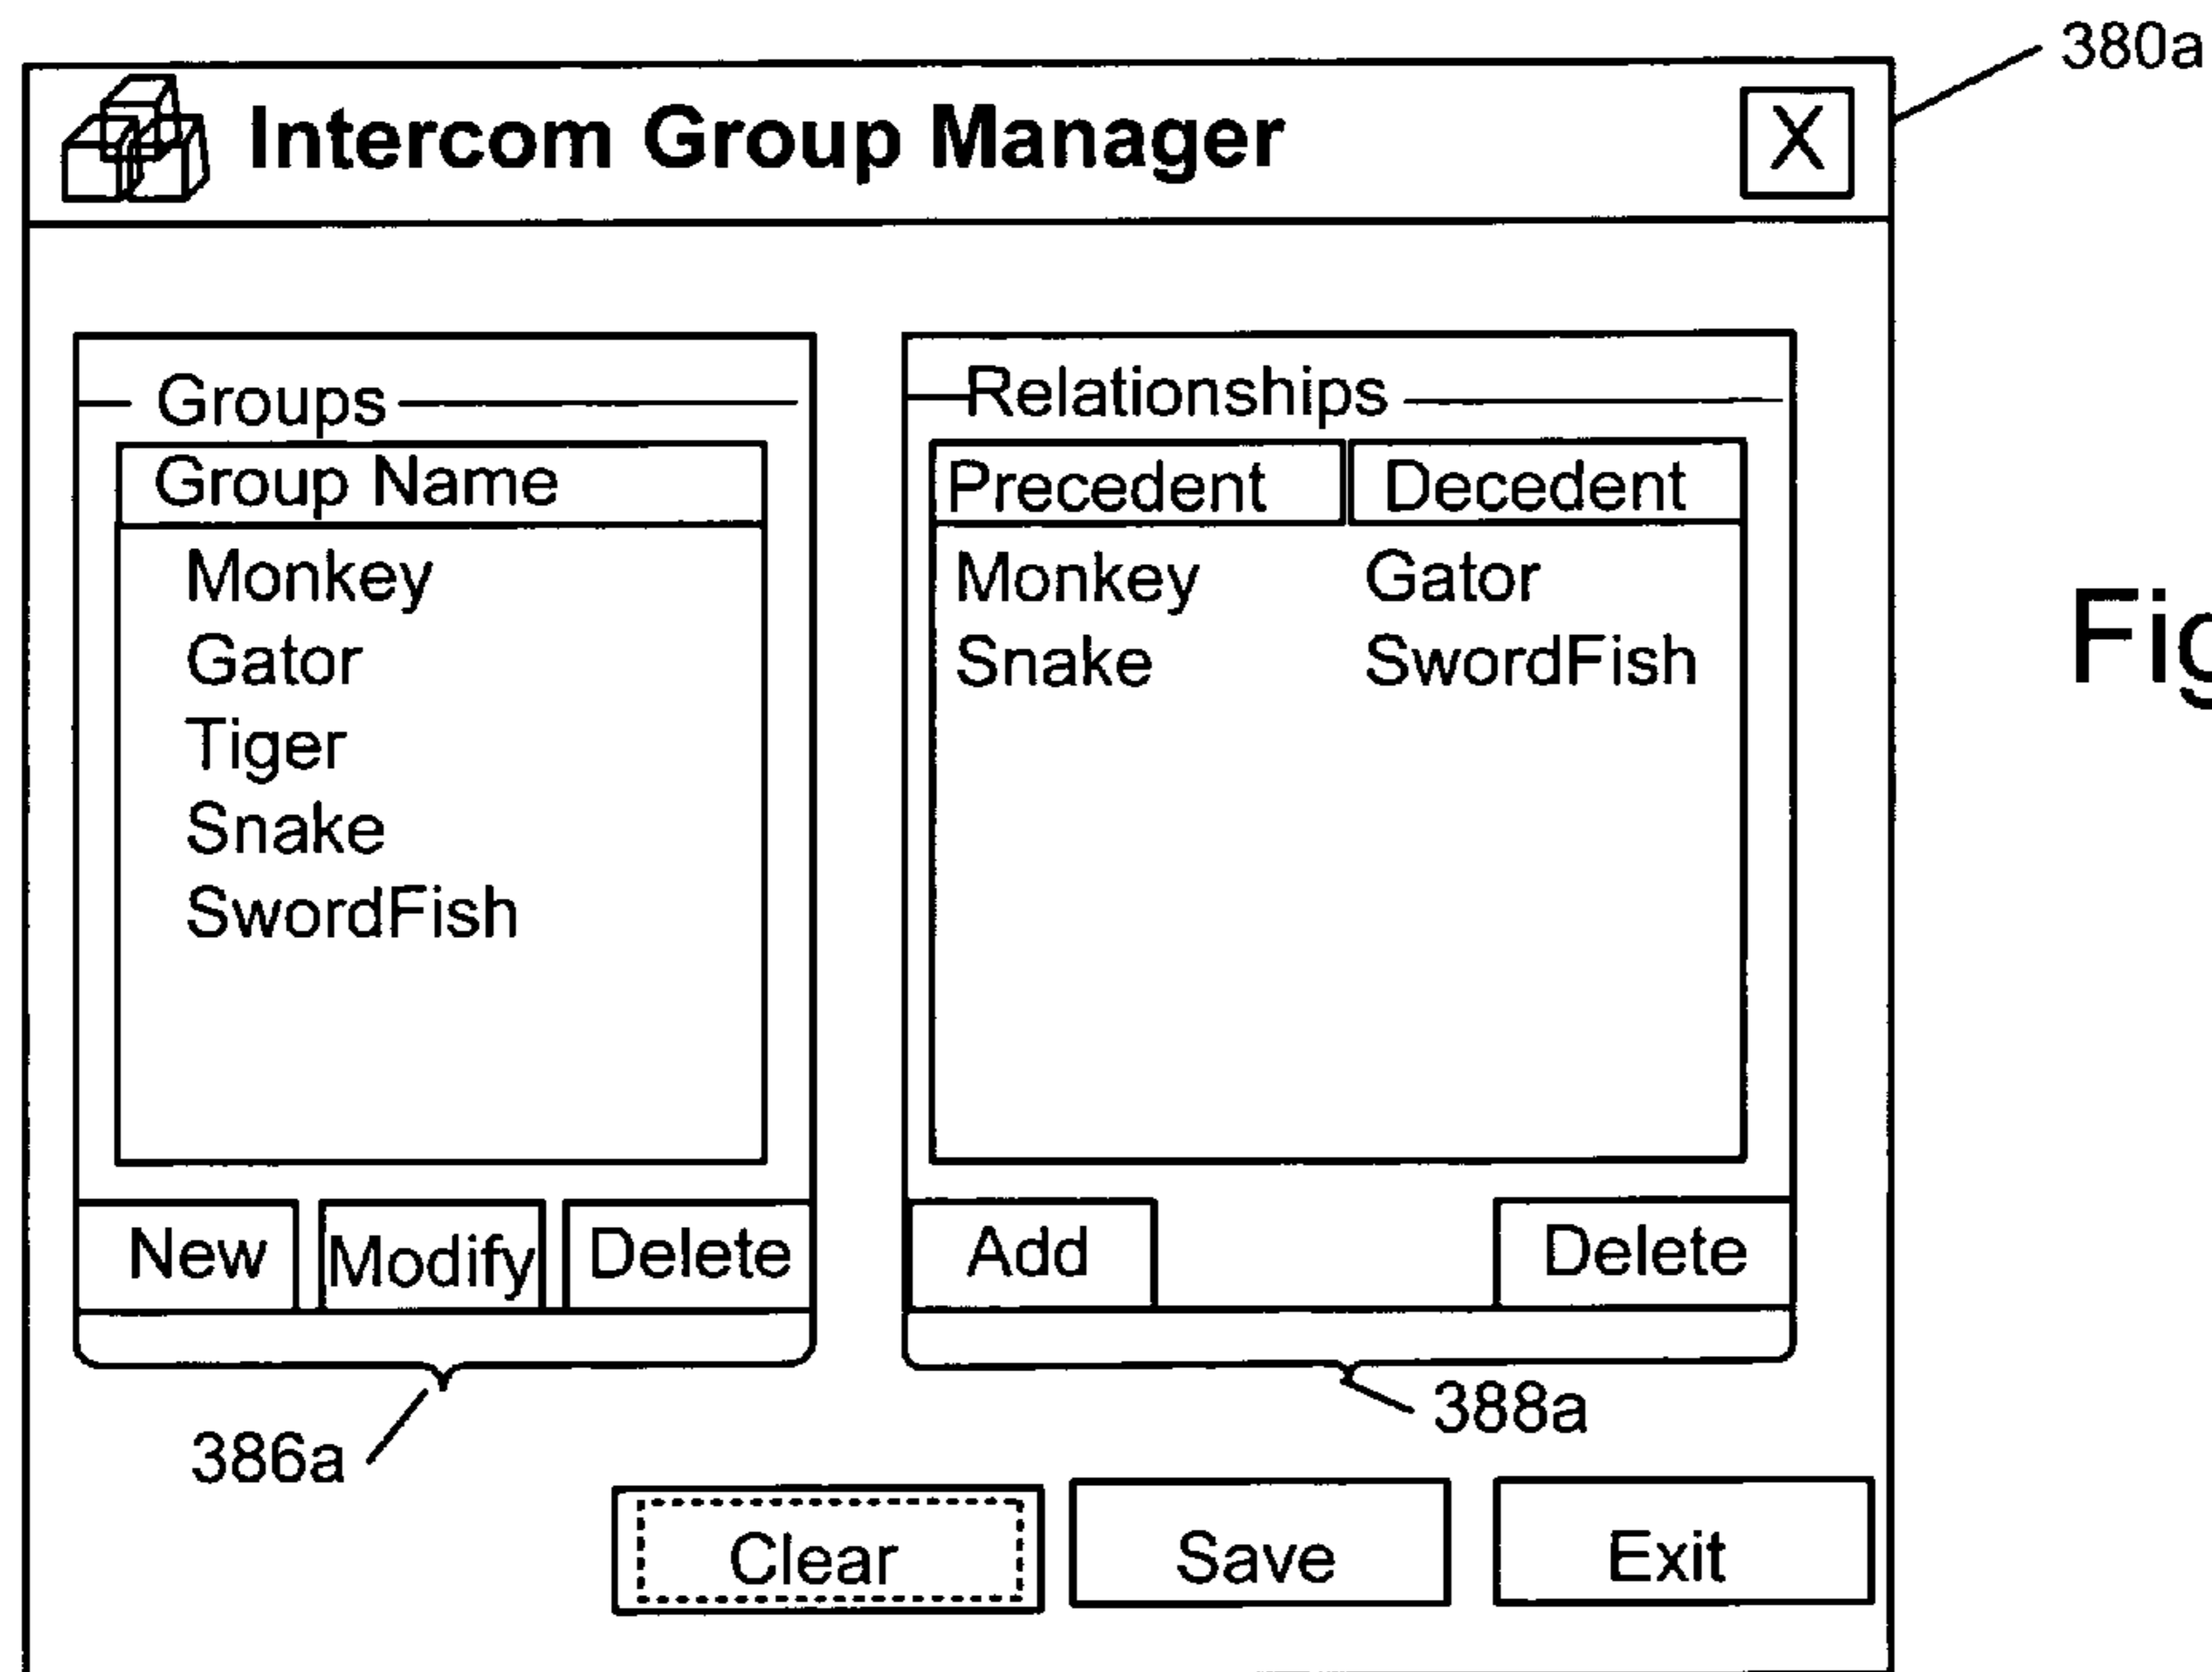 380a
Intercom Group Manager
X
Groups
Group Name
Monkey
Gator
Tiger
Snake
SwordFish
New Modify Delete
386a
Relationships
Precedent Decedent
Monkey Gator
Snake SwordFish
Add Delete
388a
Clear Save Exit